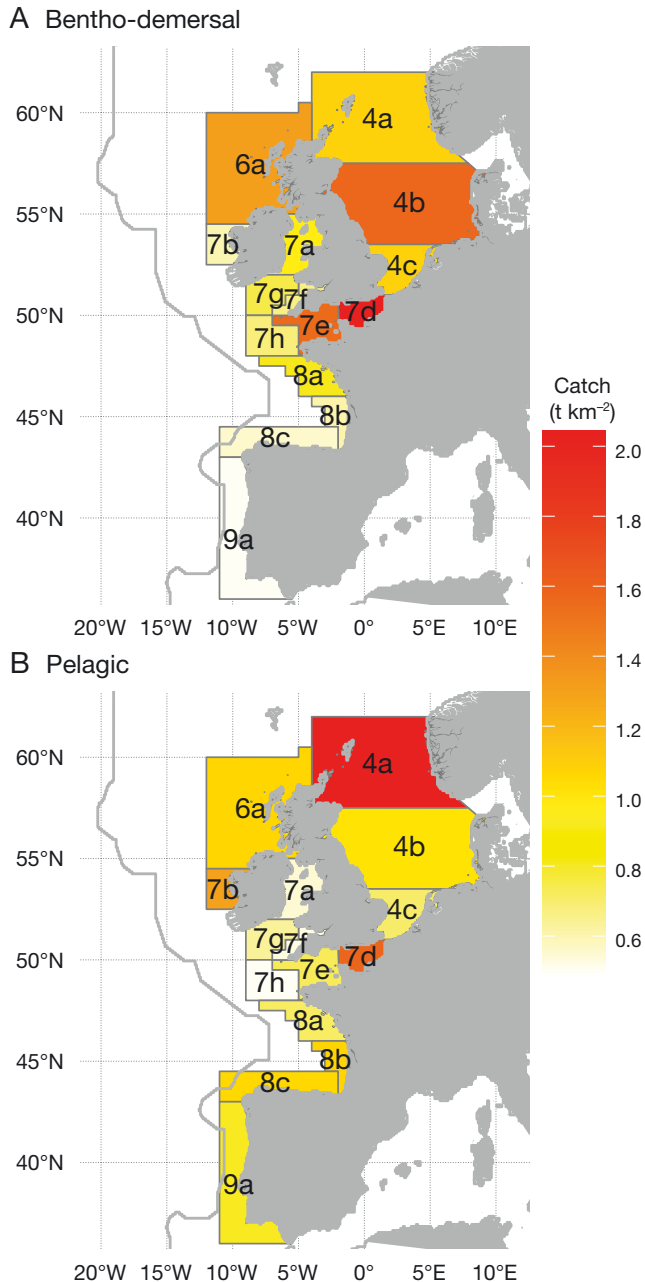 A Bentho-demersal
60°N
55°N
50°N
45°N
40°N
4a
6a
4b
7b
7a
4c
7g
7f
7d
7e
7h
8a
8b
8c
9a
20°W 15°W 10°W 5°W 0° 5°E 10°E
Catch
(t km⁻²)
2.0
1.8
1.6
1.4
1.2
1.0
0.8
0.6
B Pelagic
60°N
55°N
50°N
45°N
40°N
4a
6a
4b
7b
7a
4c
7g
7f
7d
7e
7h
8a
8b
8c
9a
20°W 15°W 10°W 5°W 0° 5°E 10°E